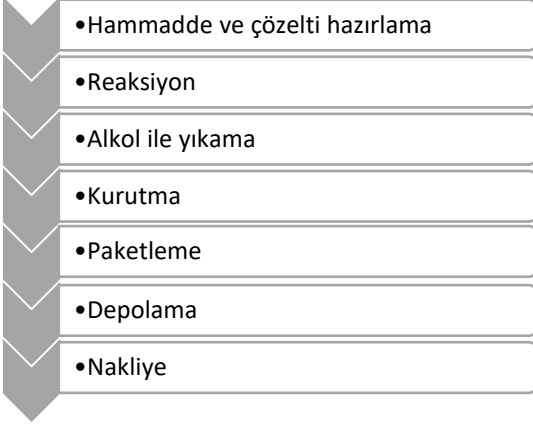 •Hammadde ve çözelti hazırlama
•Reaksiyon
•Alkol ile yıkama
•Kurutma
•Paketleme
•Depolama
•Nakliye